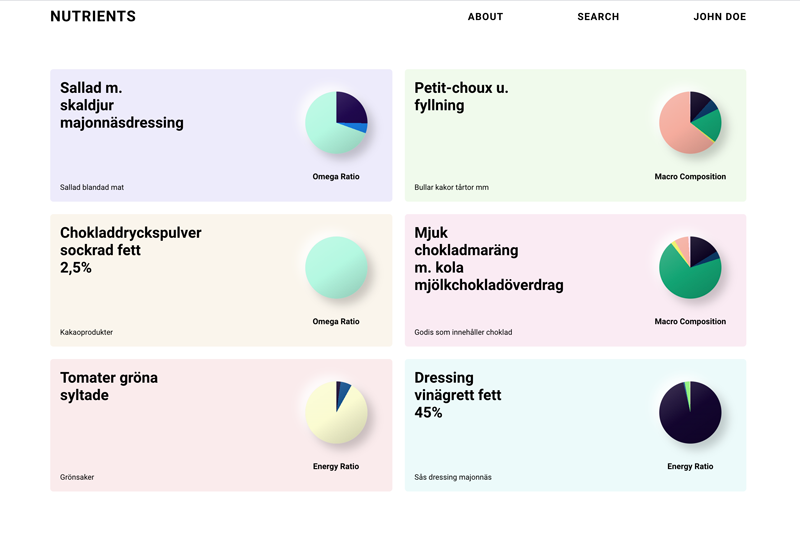 NUTRIENTS
ABOUT
SEARCH
JOHN DOE
Sallad m.
skaldjur
majonnäsdressing
Omega Ratio
Sallad blandad mat
Petit-choux u.
fyllning
Macro Composition
Bullar kakor tårtor mm
Chokladdryckspulver
sockrad fett
2,5%
Omega Ratio
Kakaoprodukter
Mjuk
chokladmaräng
m. kola
mjölkchokladöverdrag
Macro Composition
Godis som innehåller choklad
Tomater gröna
syltade
Energy Ratio
Grönsaker
Dressing
vinägrett fett
45%
Energy Ratio
Sås dressing majonnäs